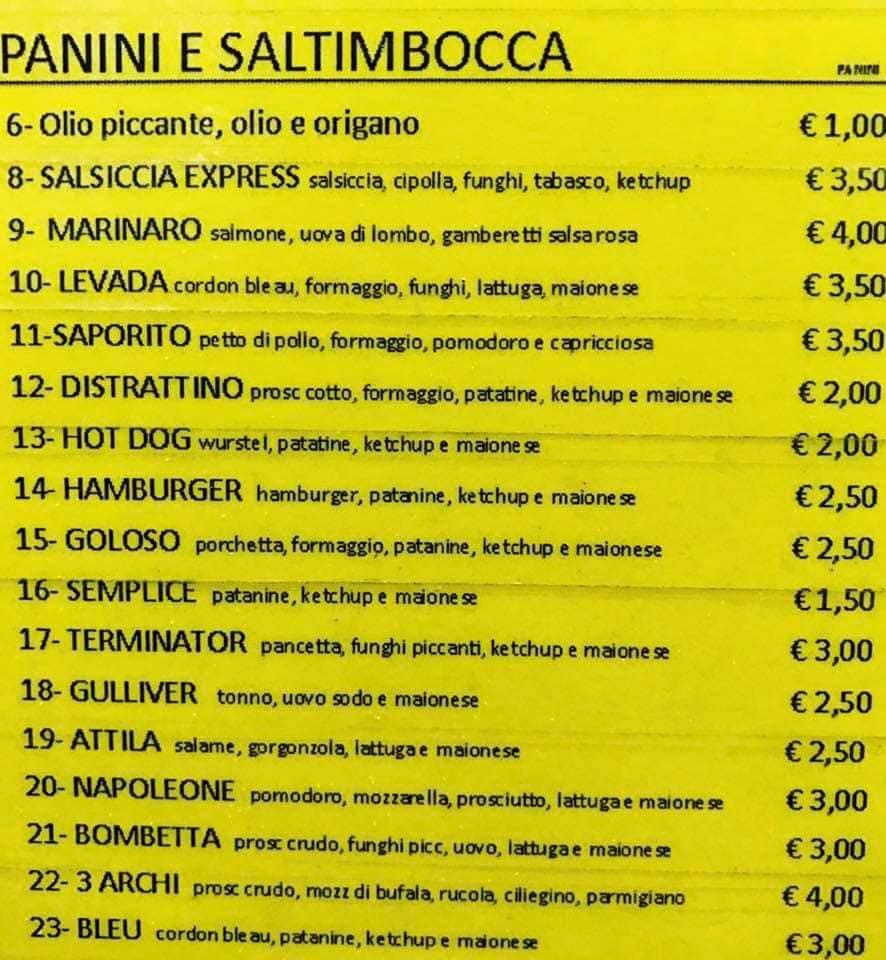 PANINI E SALTIMBOCCA PANINI
6- Olio piccante, olio e origano € 1,00
8- SALSICCIA EXPRESS salsiccia, cipolla, funghi, tabasco, ketchup € 3,50
9- MARINARO salmone, uova di lombo, gamberetti salsa rosa € 4,00
10- LEVADA cordon bleau, formaggio, funghi, lattuga, maionese € 3,50
11-SAPORITO petto di pollo, formaggio, pomodoro e capricciosa € 3,50
12- DISTRATTINO prosc cotto, formaggio, patatine, ketchup e maionese € 2,00
13- HOT DOG wurstel, patatine, ketchup e maionese € 2,00
14- HAMBURGER hamburger, patanine, ketchup e maionese € 2,50
15- GOLOSO porchetta, formaggio, patanine, ketchup e maionese € 2,50
16- SEMPLICE patanine, ketchup e maionese € 1,50
17- TERMINATOR pancetta, funghi piccanti, ketchup e maionese € 3,00
18- GULLIVER tonno, uovo sodo e maionese € 2,50
19- ATTILA salame, gorgonzola, lattuga e maionese € 2,50
20- NAPOLEONE pomodoro, mozzarella, prosciutto, lattuga e maionese € 3,00
21- BOMBETTA prosc crudo, funghi picc, uovo, lattuga e maionese € 3,00
22- 3 ARCHI prosc crudo, mozz di bufala, rucola, ciliegino, parmigiano € 4,00
23- BLEU cordon bleau, patanine, ketchup e maionese € 3,00